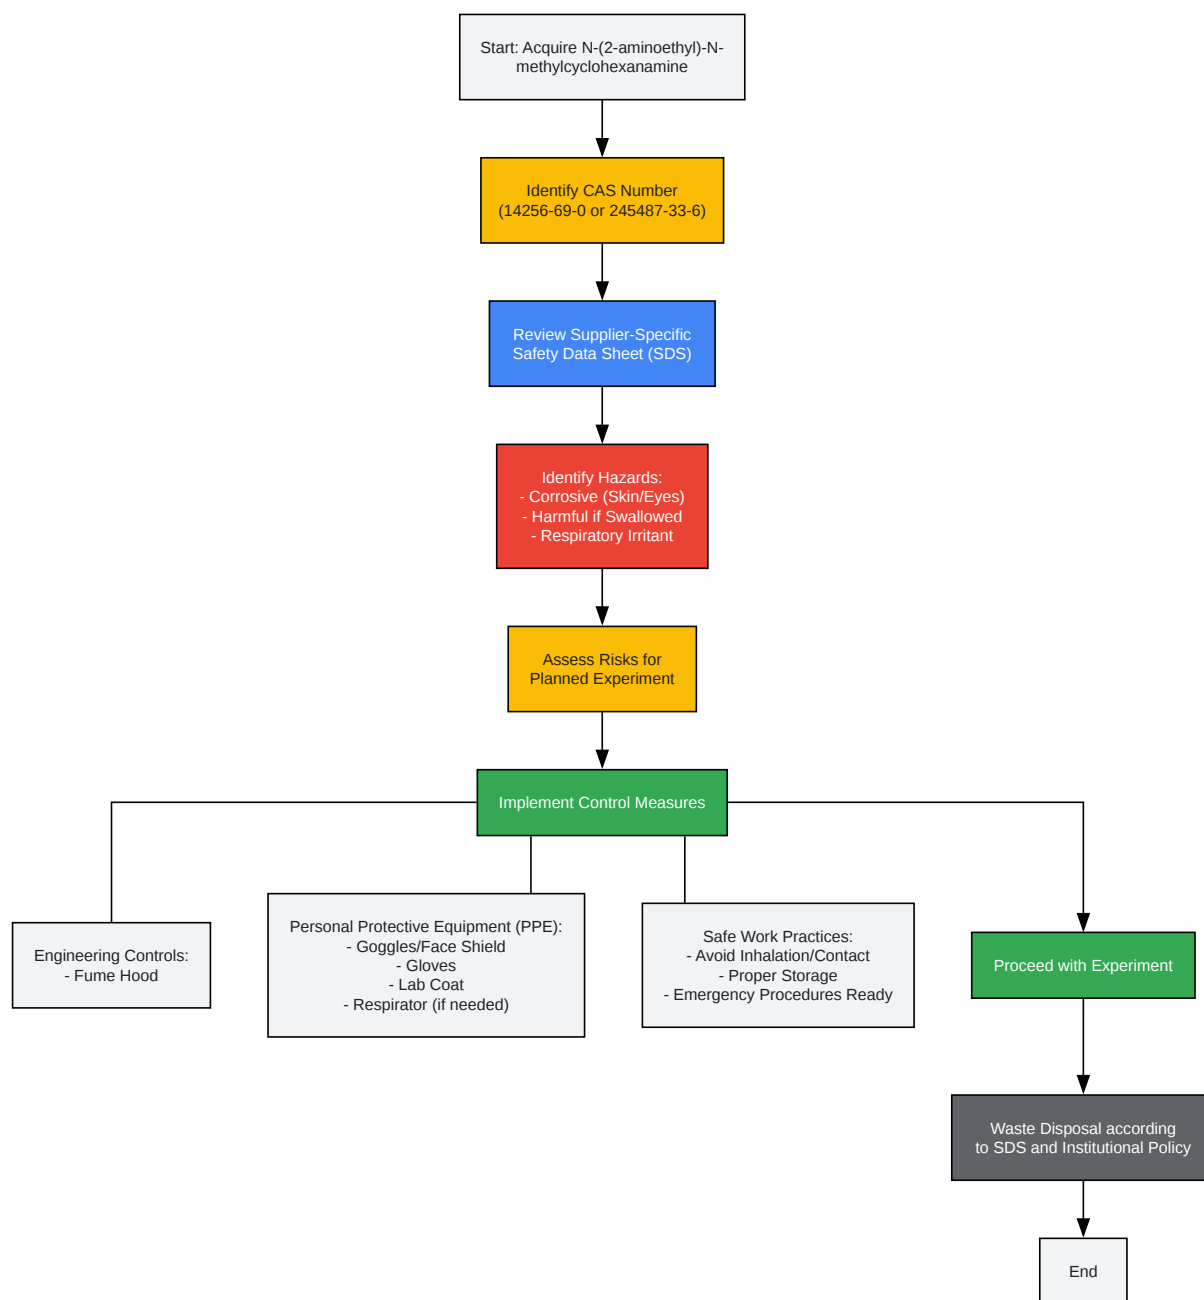 Start: Acquire N-(2-aminoethyl)-N-
methylcyclohexanamine
Identify CAS Number
(14256-69-0 or 245487-33-6)
Review Supplier-Specific
Safety Data Sheet (SDS)
Identify Hazards:
- Corrosive (Skin/Eyes)
- Harmful if Swallowed
- Respiratory Irritant
Assess Risks for
Planned Experiment
Implement Control Measures
Engineering Controls:
- Fume Hood
Personal Protective Equipment (PPE):
- Goggles/Face Shield
- Gloves
- Lab Coat
- Respirator (if needed)
Safe Work Practices:
- Avoid Inhalation/Contact
- Proper Storage
- Emergency Procedures Ready
Proceed with Experiment
Waste Disposal according
to SDS and Institutional Policy
End